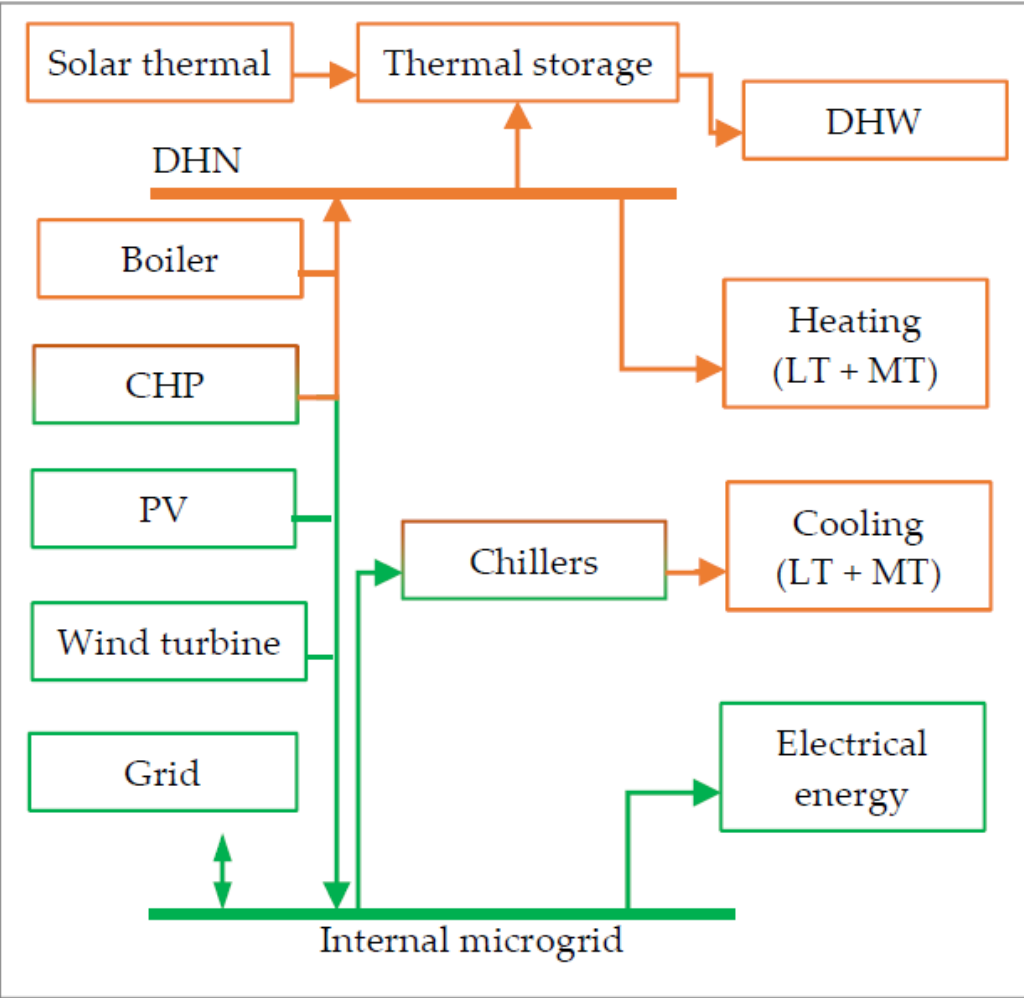 Solar thermal
Thermal storage
DHW
DHN
Boiler
Heating
(LT + MT)
CHP
PV
Cooling
(LT + MT)
Chillers
Wind turbine
Electrical
energy
Grid
Internal microgrid